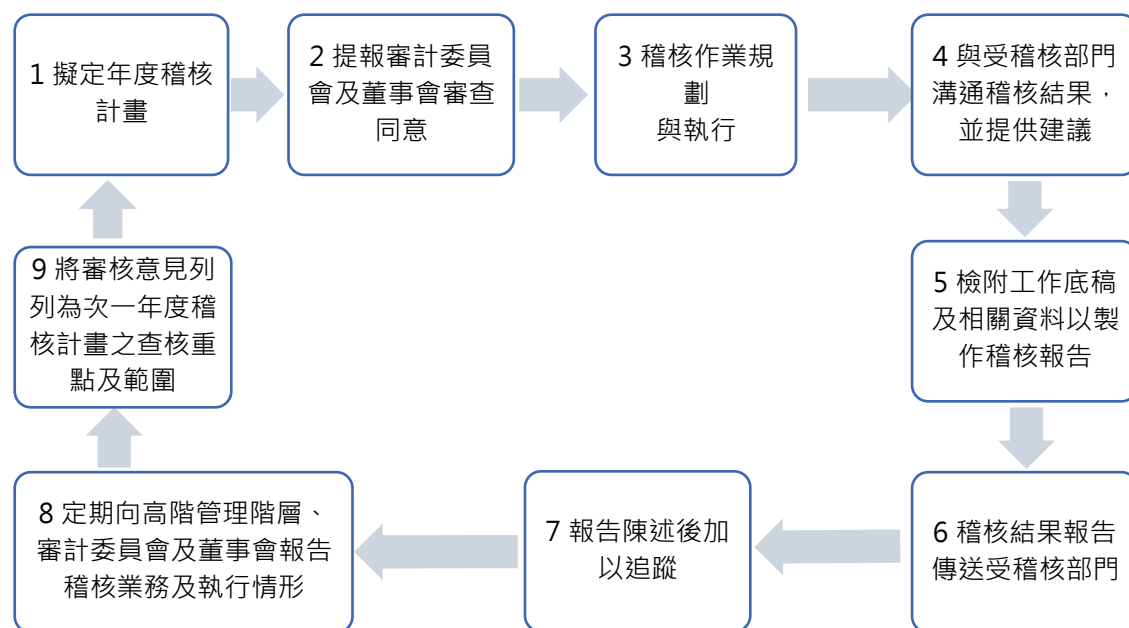 1 擬定年度稽核
計畫
2 提報審計委員
會及董事會審查
同意
3 稽核作業規
劃
與執行
4 與受稽核部門
溝通稽核結果，
並提供建議
5 檢附工作底稿
及相關資料以製
作稽核報告
6 稽核結果報告
傳送受稽核部門
7 報告陳述後加
以追蹤
8 定期向高階管理階層、
審計委員會及董事會報告
稽核業務及執行情形
9 將審核意見列
列為次一年度稽
核計畫之查核重
點及範圍